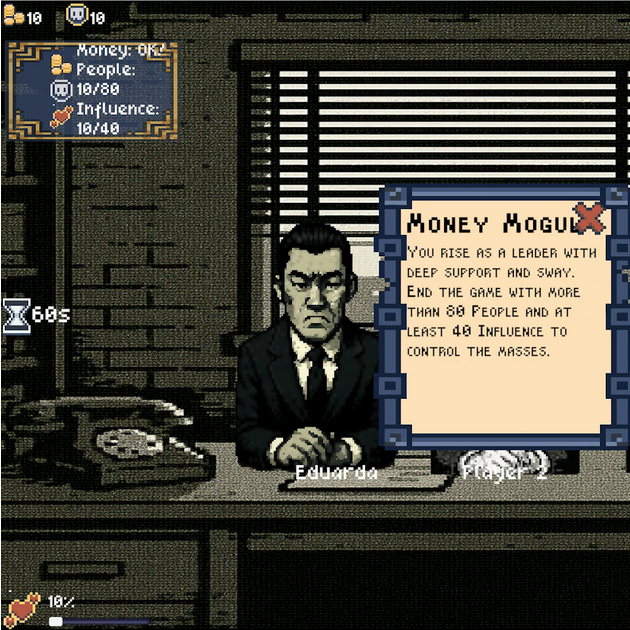 10 10
Money: OK!
People:
10/80
Influence:
10/40
60s
Money Mogul
You rise as a leader with
deep support and sway.
End the game with more
than 80 People and at
least 40 Influence to
control the masses.
Eduarda
Player 2
10%